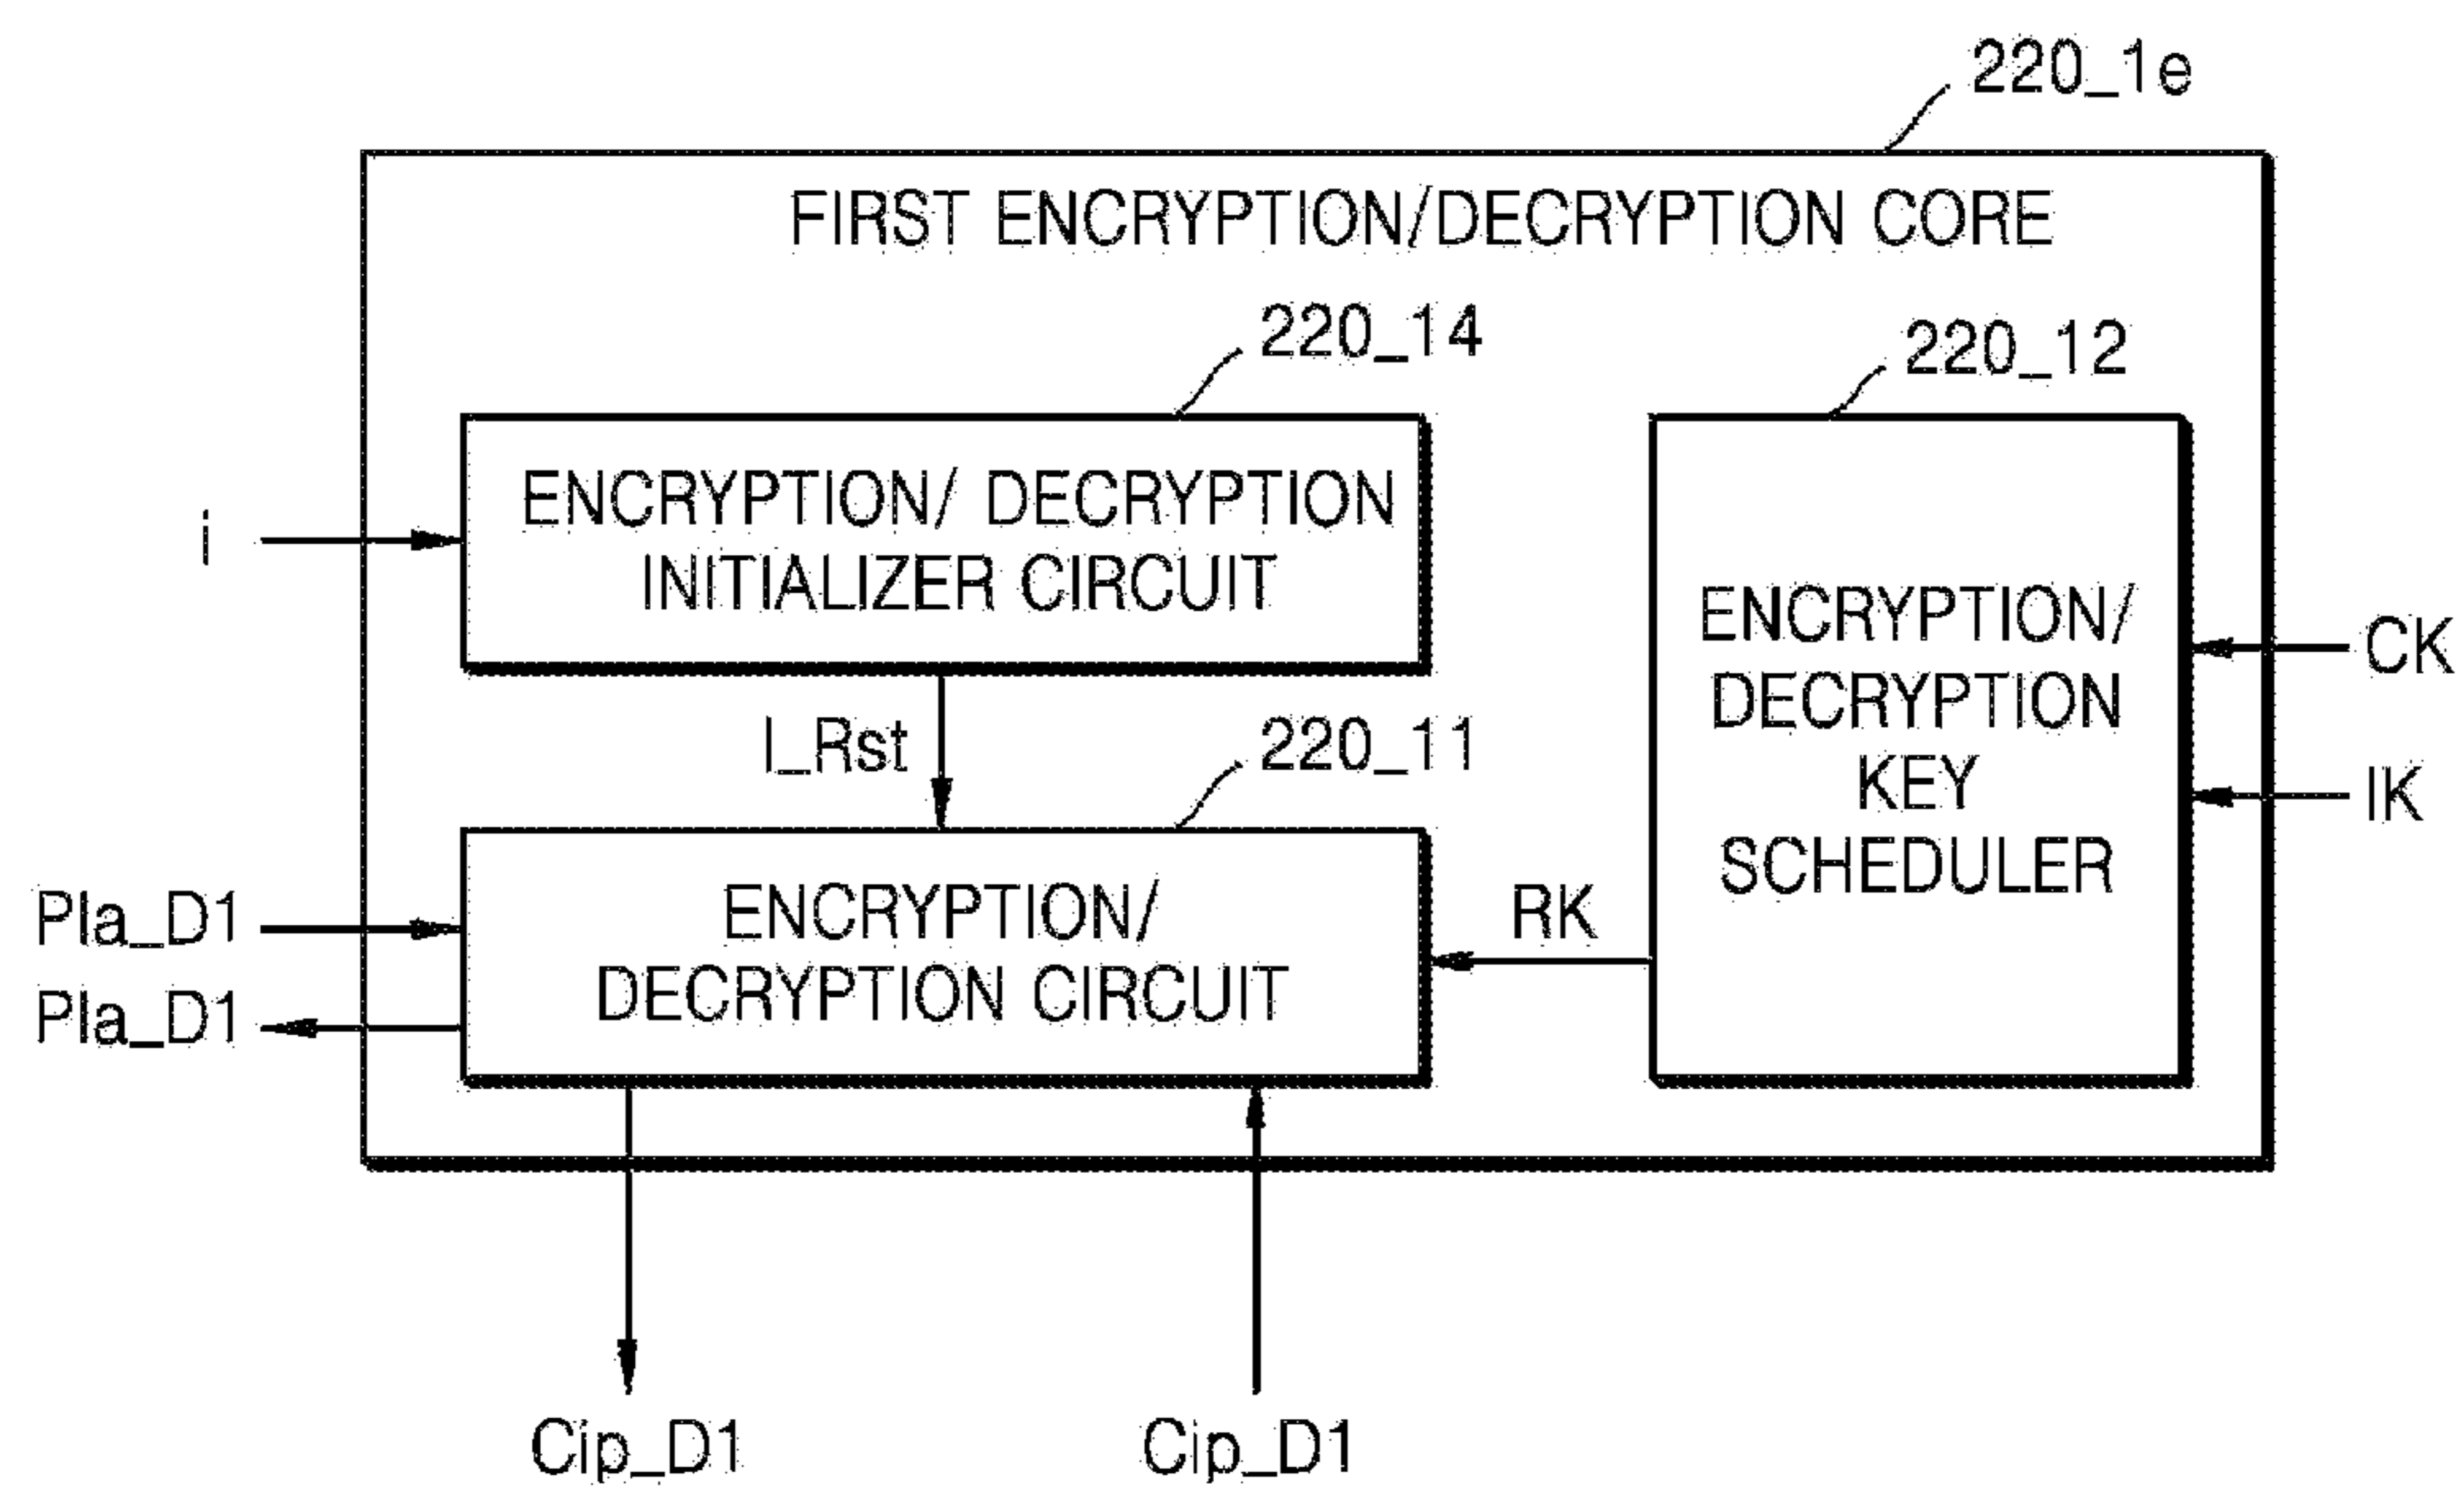 220_1e
FIRST ENCRYPTION/DECRYPTION CORE
220_14
220_12
ENCRYPTION/ DECRYPTION
INITIALIZER CIRCUIT
i
ENCRYPTION/
DECRYPTION
KEY
SCHEDULER
CK
IK
I_Rst
220_11
Pla_D1
Pla_D1
ENCRYPTION/
DECRYPTION CIRCUIT
RK
Cip_D1
Cip_D1